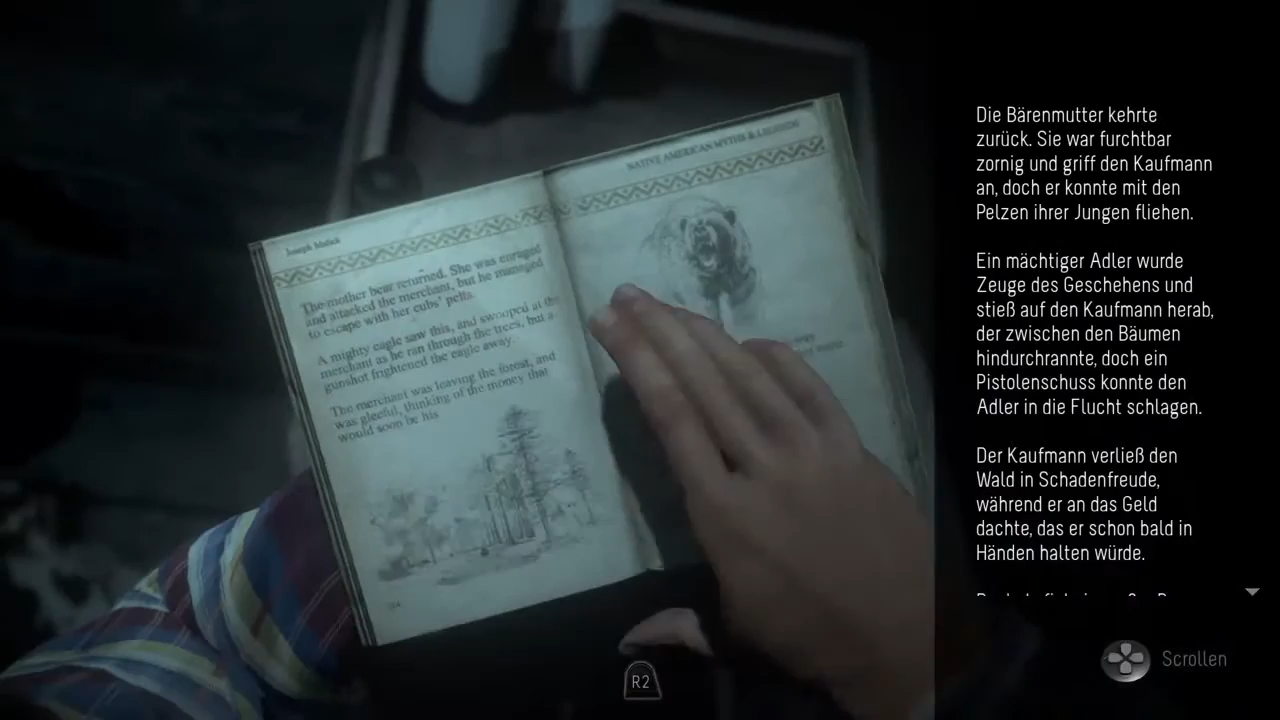 Joseph
NATIVE AMERICAN MYTHS & LEGENDS
The mother bear returned. She was enraged
and attacked the merchant, but he managed
to escape with her cubs' pelts.
A mighty eagle saw this, and swooped at the
merchant as he ran through the trees, but a
gunshot frightened the eagle away.
The merchant was leaving the forest, and
was gleeful, thinking of the money that
would soon be his
Die Bärenmutter kehrte
zurück. Sie war furchtbar
zornig und griff den Kaufmann
an, doch er konnte mit den
Pelzen ihrer Jungen fliehen.
Ein mächtiger Adler wurde
Zeuge des Geschehens und
stieß auf den Kaufmann herab,
der zwischen den Bäumen
hindurchrannte, doch ein
Pistolenschuss konnte den
Adler in die Flucht schlagen.
Der Kaufmann verließ den
Wald in Schadenfreude,
während er an das Geld
dachte, das er schon bald in
Händen halten würde.
R2
Scrollen